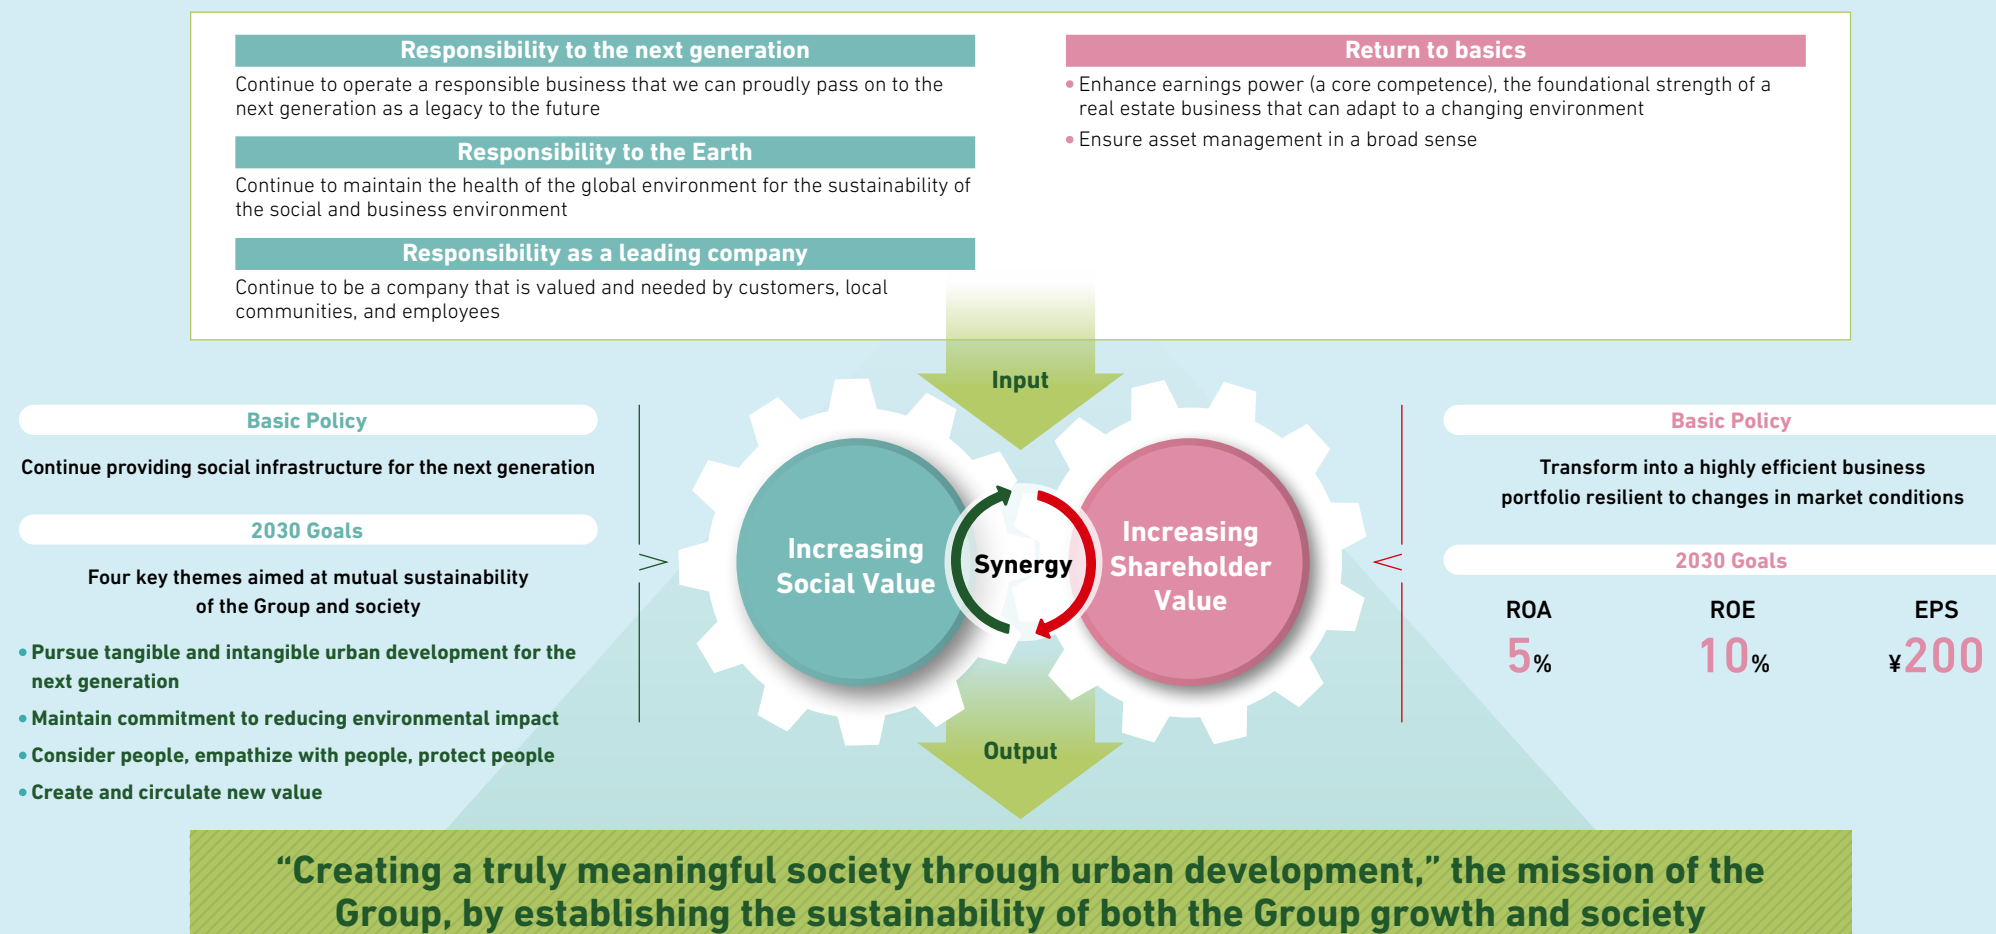 Responsibility to the next generation
Continue to operate a responsible business that we can proudly pass on to the
next generation as a legacy to the future
Responsibility to the Earth
Continue to maintain the health of the global environment for the sustainability of
the social and business environment
Responsibility as a leading company
Continue to be a company that is valued and needed by customers, local
communities, and employees
Return to basics
• Enhance earnings power (a core competence), the foundational strength of a
real estate business that can adapt to a changing environment
• Ensure asset management in a broad sense
Input
Basic Policy
Continue providing social infrastructure for the next generation
2030 Goals
Four key themes aimed at mutual sustainability
of the Group and society
• Pursue tangible and intangible urban development for the
next generation
• Maintain commitment to reducing environmental impact
• Consider people, empathize with people, protect people
• Create and circulate new value
Increasing
Social Value
Synergy
Increasing
Shareholder
Value
Basic Policy
Transform into a highly efficient business
portfolio resilient to changes in market conditions
2030 Goals
ROA ROE EPS
5% 10% ¥200
Output
“Creating a truly meaningful society through urban development,” the mission of the
Group, by establishing the sustainability of both the Group growth and society